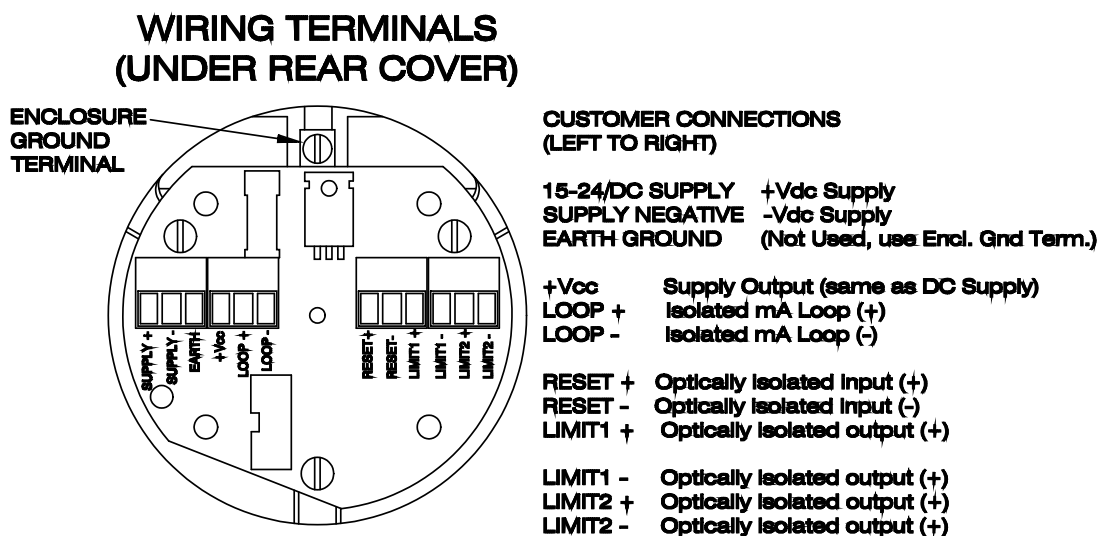 WIRING TERMINALS
(UNDER REAR COVER)
ENCLOSURE
GROUND
TERMINAL
SUPPLY +
SUPPLY -
EARTH
+Vcc
LOOP +
LOOP -
RESET+
RESET-
LIMIT1 +
LIMIT1 -
LIMIT2 +
LIMIT2 -
CUSTOMER CONNECTIONS
(LEFT TO RIGHT)
15-24/DC SUPPLY +Vdc Supply
SUPPLY NEGATIVE -Vdc Supply
EARTH GROUND (Not Used, use Encl. Gnd Term.)
+Vcc Supply Output (same as DC Supply)
LOOP + Isolated mA Loop (+)
LOOP - Isolated mA Loop (-)
RESET + Optically Isolated Input (+)
RESET - Optically Isolated Input (-)
LIMIT1 + Optically Isolated output (+)
LIMIT1 - Optically Isolated output (+)
LIMIT2 + Optically Isolated output (+)
LIMIT2 - Optically Isolated output (+)